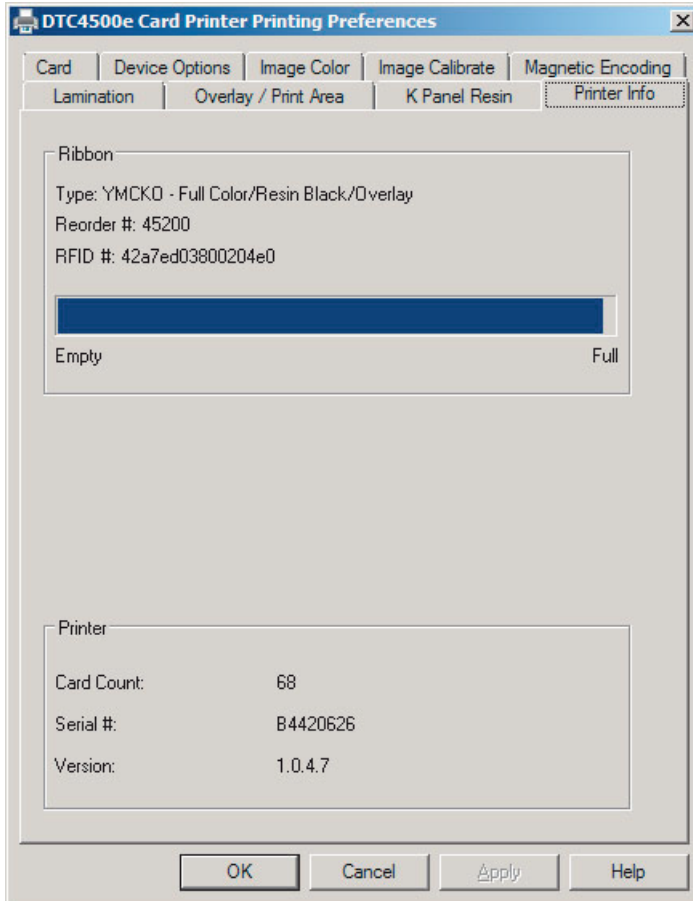 DTC4500e Card Printer Printing Preferences
Card Device Options Image Color Image Calibrate Magnetic Encoding
Lamination Overlay / Print Area K Panel Resin Printer Info
Ribbon
Type: YMCKO - Full Color/Resin Black/Overlay
Reorder #: 45200
RFID #: 42a7ed03800204e0
Empty Full
Printer
Card Count: 68
Serial #: B4420626
Version: 1.0.4.7
OK Cancel Apply Help